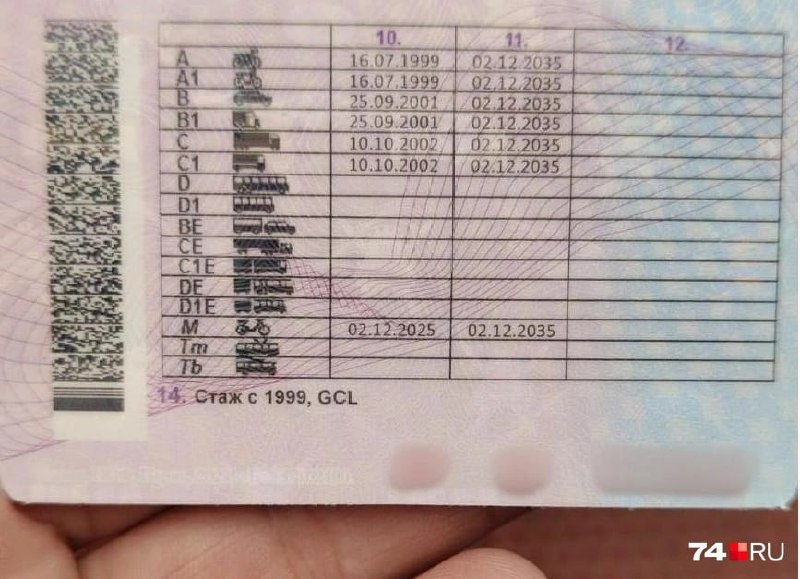 10. 11. 12.
A 16.07.1999 02.12.2035
A1 16.07.1999 02.12.2035
B 25.09.2001 02.12.2035
B1 25.09.2001 02.12.2035
C 10.10.2002 02.12.2035
C1 10.10.2002 02.12.2035
D
D1
BE
CE
C1E
DE
D1E
M 02.12.2025 02.12.2035
Tm
Tb
14. Стаж с 1999, GCL
74 RU